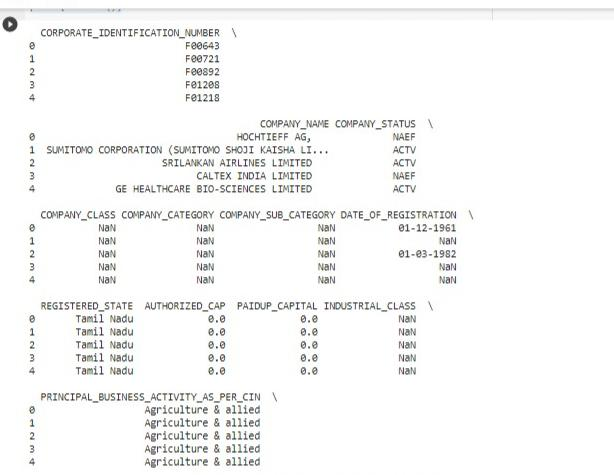 CORPORATE_IDENTIFICATION_NUMBER \
0 F00643
1 F00721
2 F00892
3 F01208
4 F01218
COMPANY_NAME COMPANY_STATUS \
0 HOCHTIEFF AG, NAEF
1 SUMITOMO CORPORATION (SUMITOMO SHOJI KAISHA LI... ACTV
2 SRILANKAN AIRLINES LIMITED ACTV
3 CALTEX INDIA LIMITED NAEF
4 GE HEALTHCARE BIO-SCIENCES LIMITED ACTV
COMPANY_CLASS COMPANY_CATEGORY COMPANY_SUB_CATEGORY DATE_OF_REGISTRATION \
0 NaN NaN NaN 01-12-1961
1 NaN NaN NaN NaN
2 NaN NaN NaN 01-03-1982
3 NaN NaN NaN NaN
4 NaN NaN NaN NaN
REGISTERED_STATE AUTHORIZED_CAP PAIDUP_CAPITAL INDUSTRIAL_CLASS \
0 Tamil Nadu 0.0 0.0 NaN
1 Tamil Nadu 0.0 0.0 NaN
2 Tamil Nadu 0.0 0.0 NaN
3 Tamil Nadu 0.0 0.0 NaN
4 Tamil Nadu 0.0 0.0 NaN
PRINCIPAL_BUSINESS_ACTIVITY_AS_PER_CIN \
0 Agriculture & allied
1 Agriculture & allied
2 Agriculture & allied
3 Agriculture & allied
4 Agriculture & allied